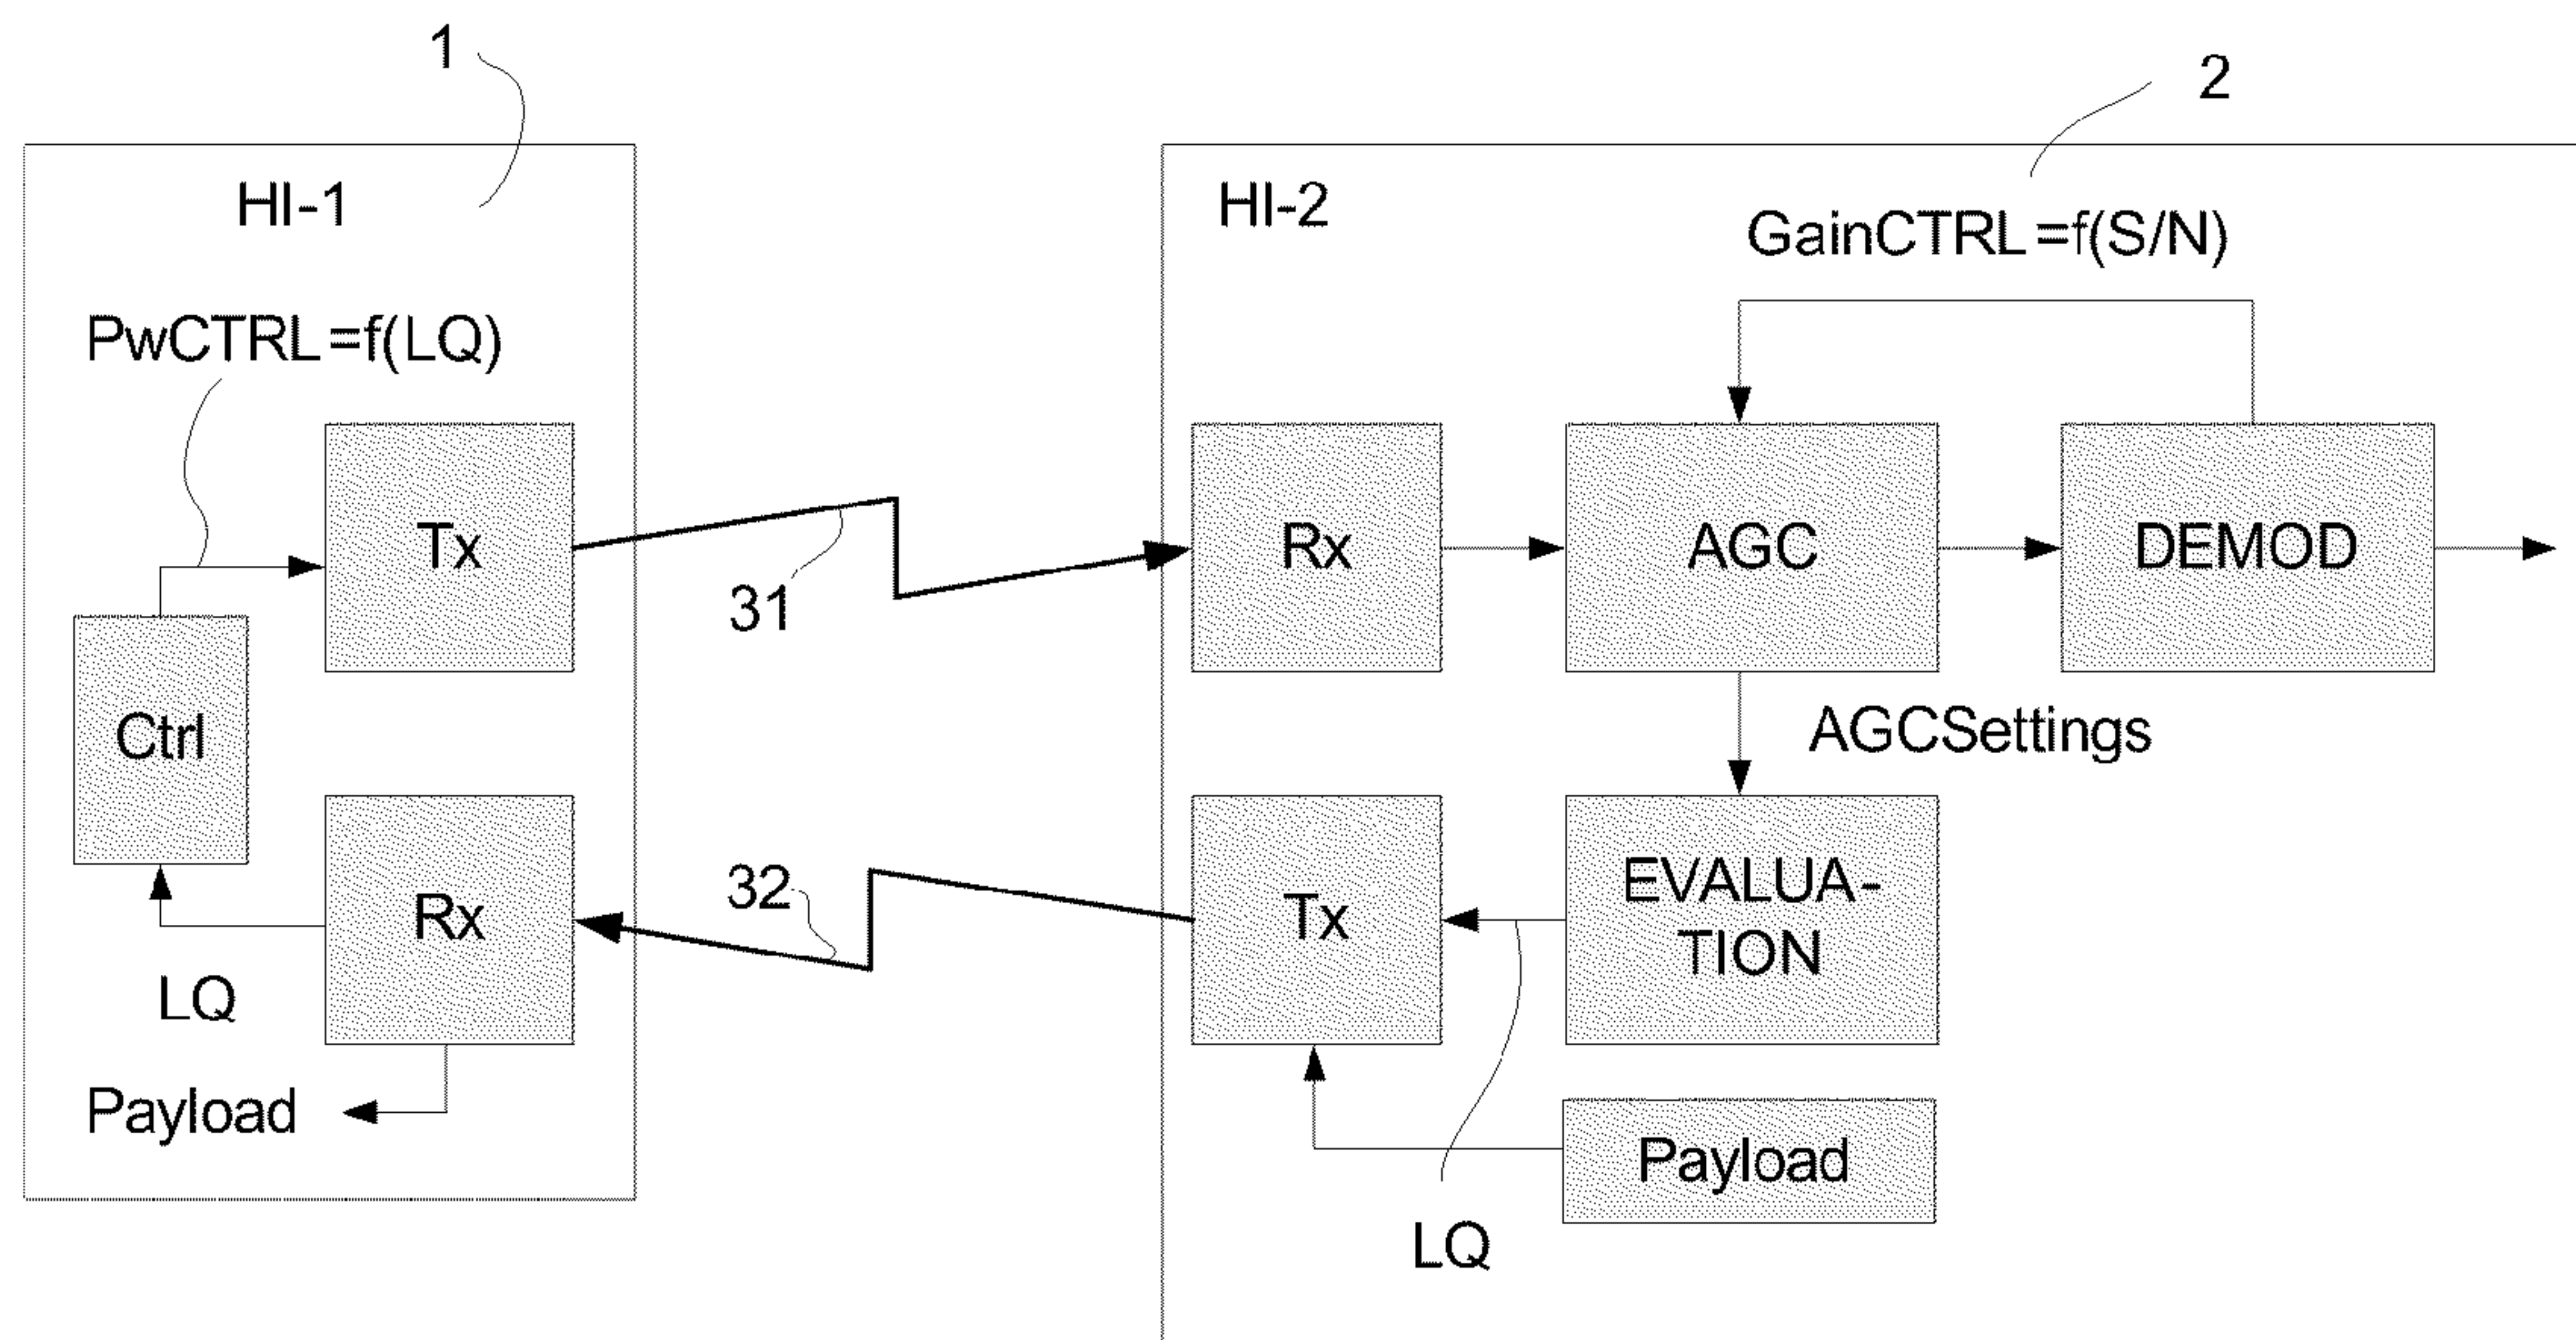 1
2
HI-1
HI-2
GainCTRL=f(S/N)
PwCTRL=f(LQ)
Tx
31
Rx
AGC
DEMOD
Ctrl
AGCSettings
Rx
32
Tx
EVALUA-
TION
LQ
Payload
Payload
LQ